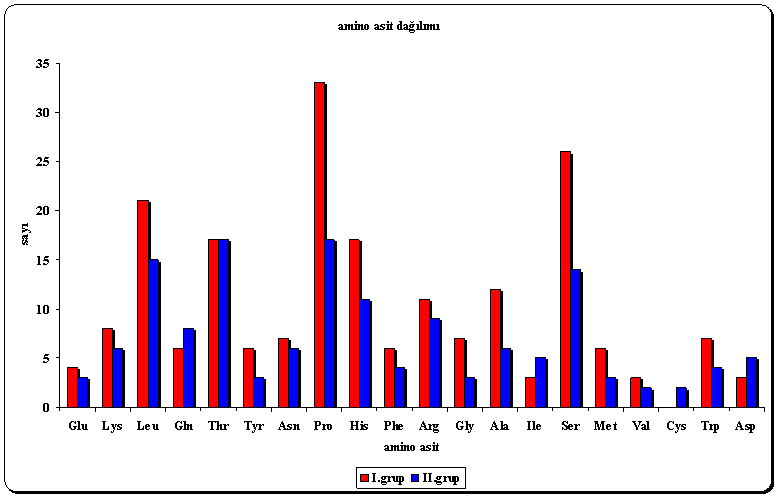 amino asit dağılımı
35
30
25
20
15
10
5
0
sayı
Glu Lys Leu Gln Thr Tyr Asn Pro His Phe Arg Gly Ala Ile Ser Met Val Cys Trp Asp
amino asit
I.grup II.grup